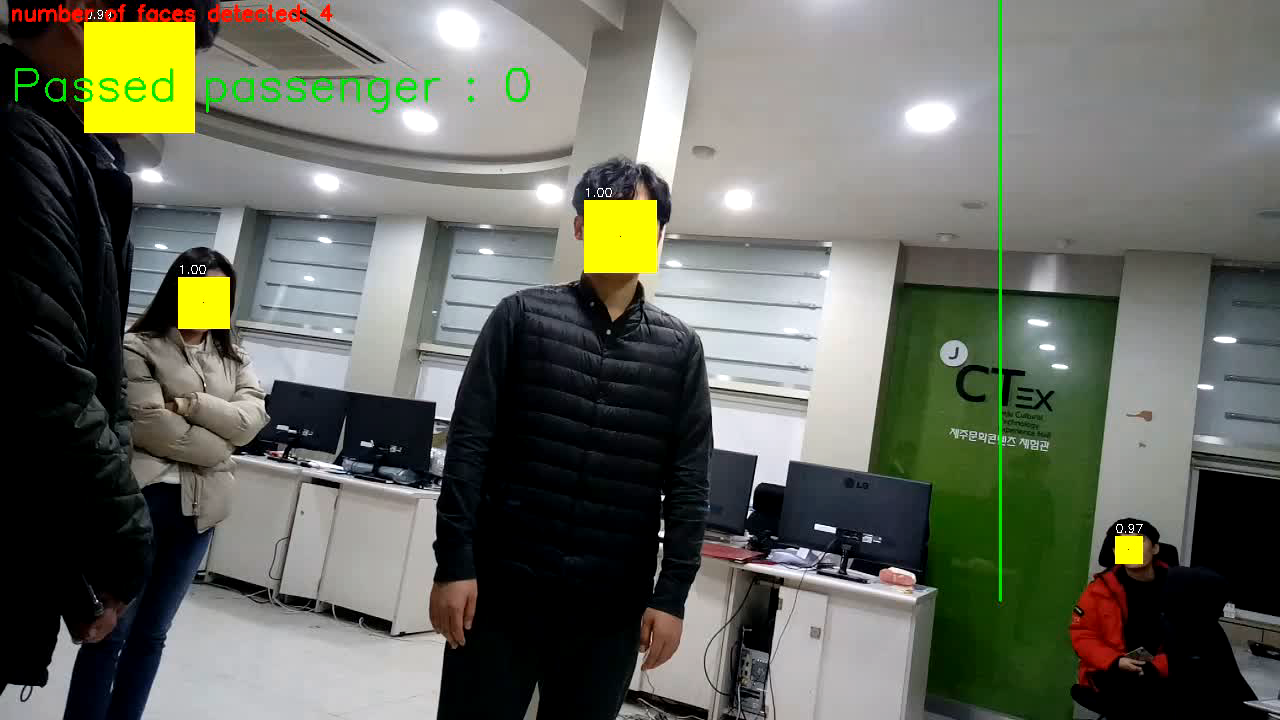 number of faces detected: 4
Passed passenger : 0
1.00
1.00
J
CTEX
Technology
제주문화콘텐츠 체험관
LG
0.97